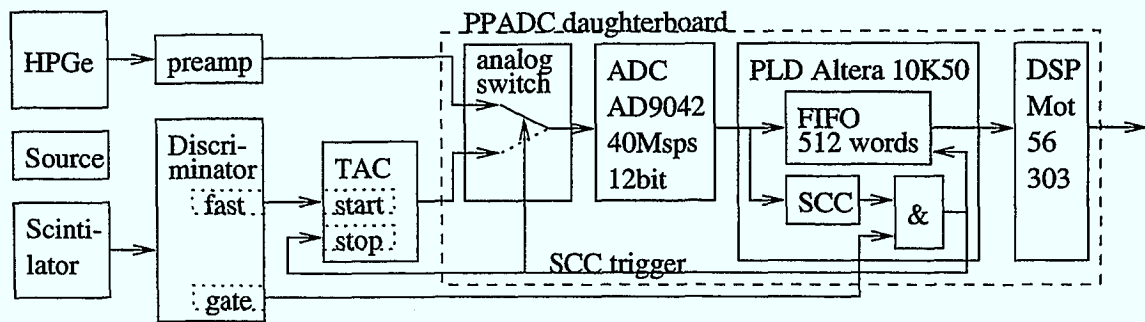 PPADC daughterboard
HPGe
preamp
analog
switch
ADC
AD9042
40Msps
12bit
PLD Altera 10K50
FIFO
512 words
SCC
&
DSP
Mot
56
303
Source
Discri-
minator
fast
gate
TAC
start
stop
Scinti-
lator
SCC trigger